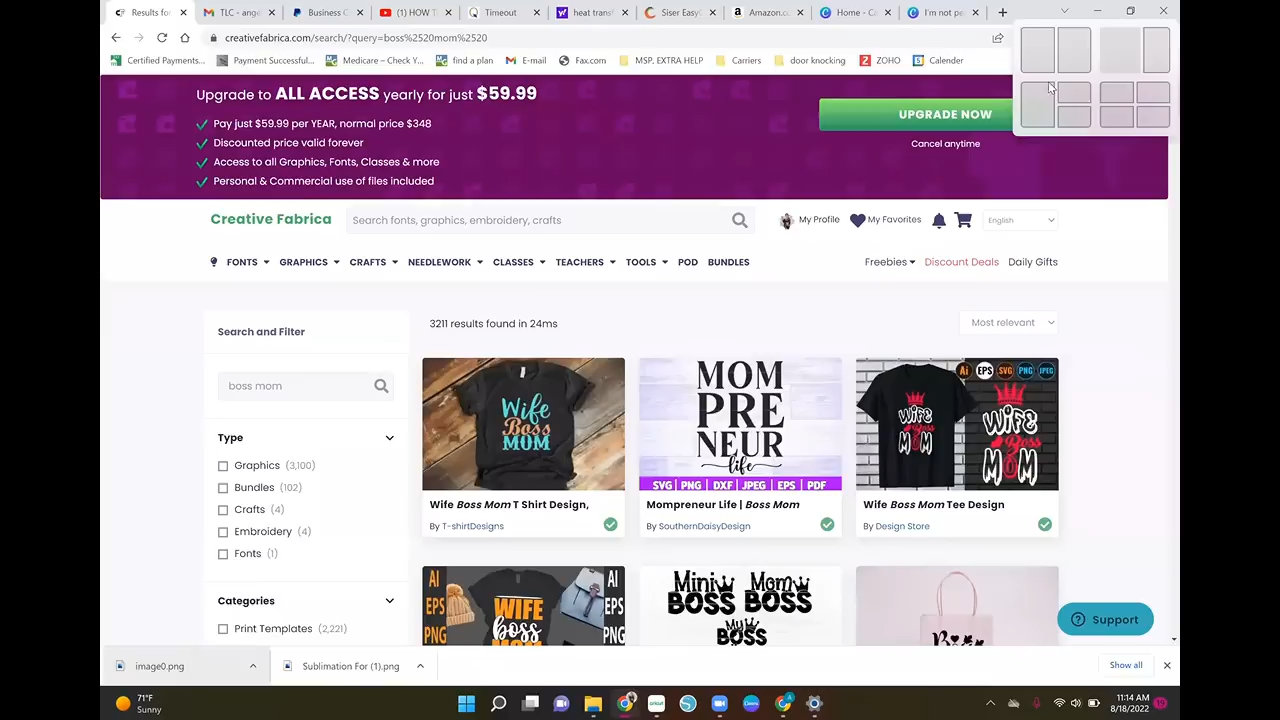 Results for
TLC - ange
Business G
(1) HOW T
Timeout
heat transf
Siser Easy
Amazon.c
Home - Ca
I'm not pe
creativefabrica.com/search/?query=boss%2520mom%2520
Certified Payments...
Payment Successful...
Medicare – Check Y...
find a plan
E-mail
Fax.com
MSP, EXTRA HELP
Carriers
door knocking
ZOHO
Calender
Upgrade to ALL ACCESS yearly for just $59.99
Pay just $59.99 per YEAR, normal price $348
Discounted price valid forever
Access to all Graphics, Fonts, Classes & more
Personal & Commercial use of files included
UPGRADE NOW
Cancel anytime
Creative Fabrica
Search fonts, graphics, embroidery, crafts
My Profile
My Favorites
English
FONTS
GRAPHICS
CRAFTS
NEEDLEWORK
CLASSES
TEACHERS
TOOLS
POD
BUNDLES
Freebies
Discount Deals
Daily Gifts
Search and Filter
3211 results found in 24ms
Most relevant
boss mom
Type
Graphics (3,100)
Bundles (102)
Crafts (4)
Embroidery (4)
Fonts (1)
Categories
Print Templates (2,221)
Wife
Boss
MOM
Wife Boss Mom T Shirt Design,
By T-shirtDesigns
MOM
PRE
NEUR
life
SVG | PNG | DXF | JPEG | EPS | PDF
Mompreneur Life | Boss Mom
By SouthernDaisyDesign
Ai EPS SVG PNG JPEG
WiFE
Boss
MOM
WiFE
Boss
MOM
Wife Boss Mom Tee Design
By Design Store
AI
EPS
PNG
WIFE
boss
MOM
AI
EPS
PNG
Mini BOSS
Mom BOSS
My BOSS
Support
image0.png
Sublimation For (1).png
Show all
71°F
Sunny
11:14 AM
8/18/2022